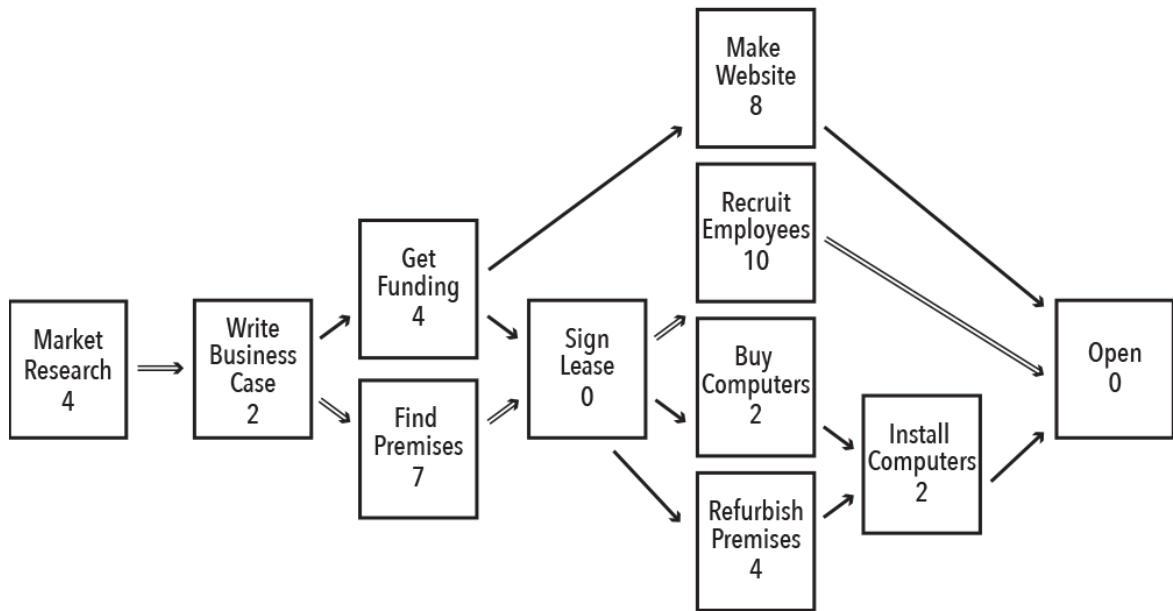 Market
Research
4
Write
Business
Case
2
Get
Funding
4
Find
Premises
7
Sign
Lease
0
Make
Website
8
Recruit
Employees
10
Buy
Computers
2
Refurbish
Premises
4
Install
Computers
2
Open
0